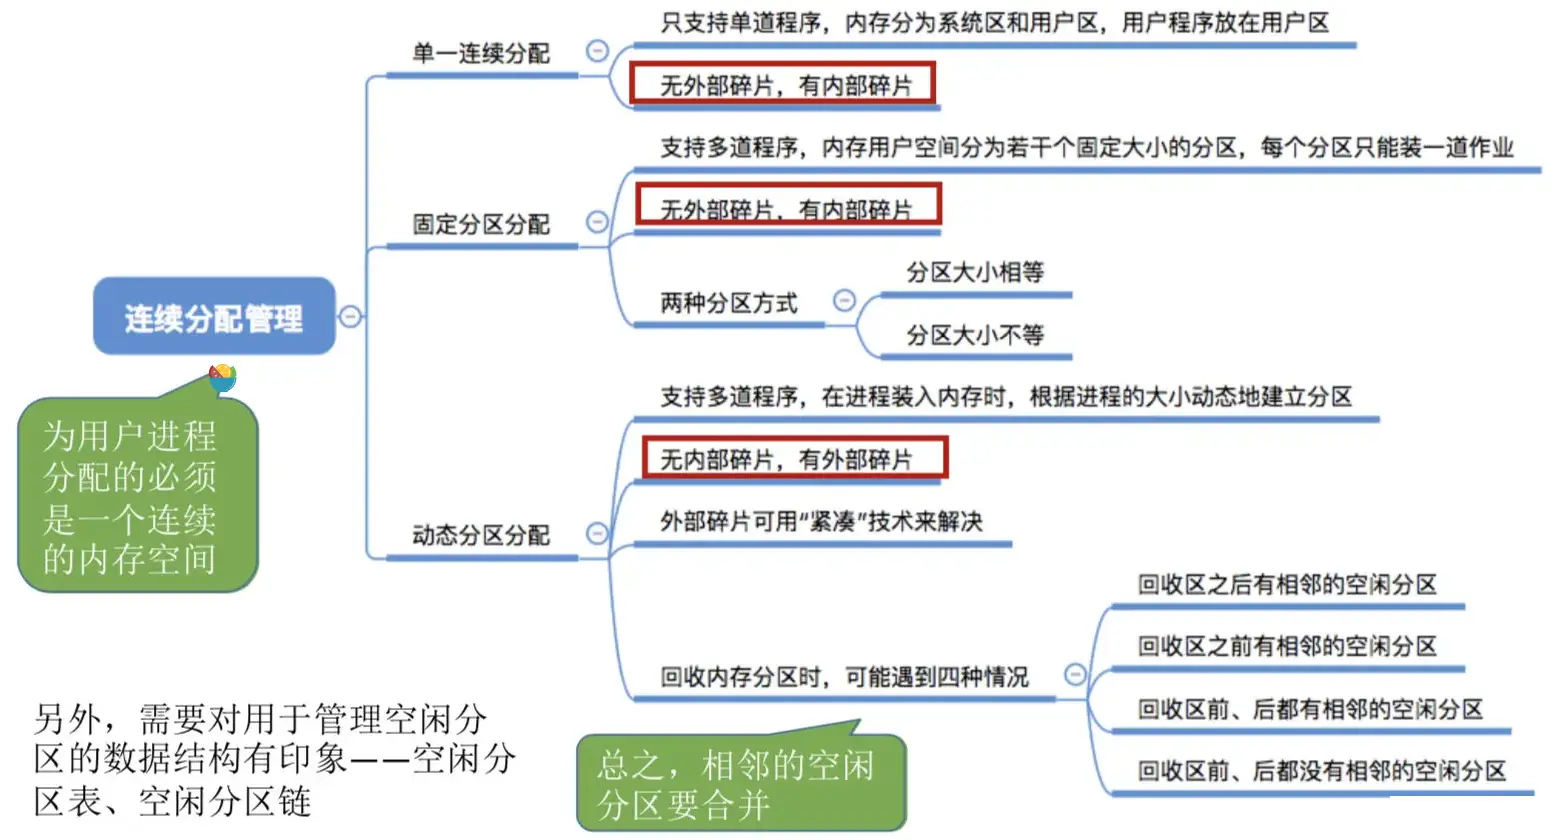 只支持单道程序，内存分为系统区和用户区，用户程序放在用户区
单一连续分配
无外部碎片，有内部碎片
支持多道程序，内存用户空间分为若干个固定大小的分区，每个分区只能装一道作业
无外部碎片，有内部碎片
固定分区分配
分区大小相等
两种分区方式
分区大小不等
连续分配管理
为用户进程
分配的必须
是一个连续
的内存空间
支持多道程序，在进程装入内存时，根据进程的大小动态地建立分区
无内部碎片，有外部碎片
动态分区分配
外部碎片可用“紧凑”技术来解决
回收区之后有相邻的空闲分区
回收区之前有相邻的空闲分区
回收内存分区时，可能遇到四种情况
回收区前、后都有相邻的空闲分区
回收区前、后都没有相邻的空闲分区
总之，相邻的空闲
分区要合并
另外，需要对用于管理空闲分
区的数据结构有印象——空闲分
区表、空闲分区链